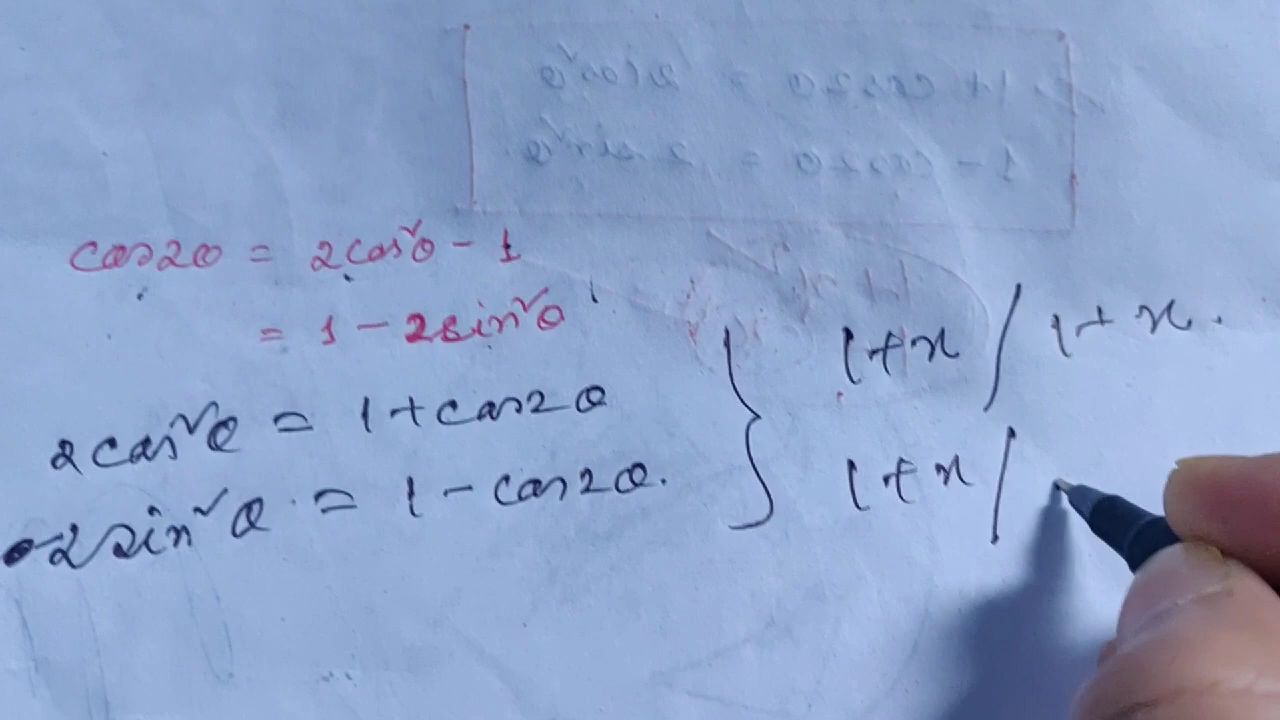 cos2θ = 2cos²θ - 1
= 1 - 2sin²θ
2cos²θ = 1+cos2θ
2sin²θ = 1-cos2θ.
} 1+x / 1+x.
1+x /